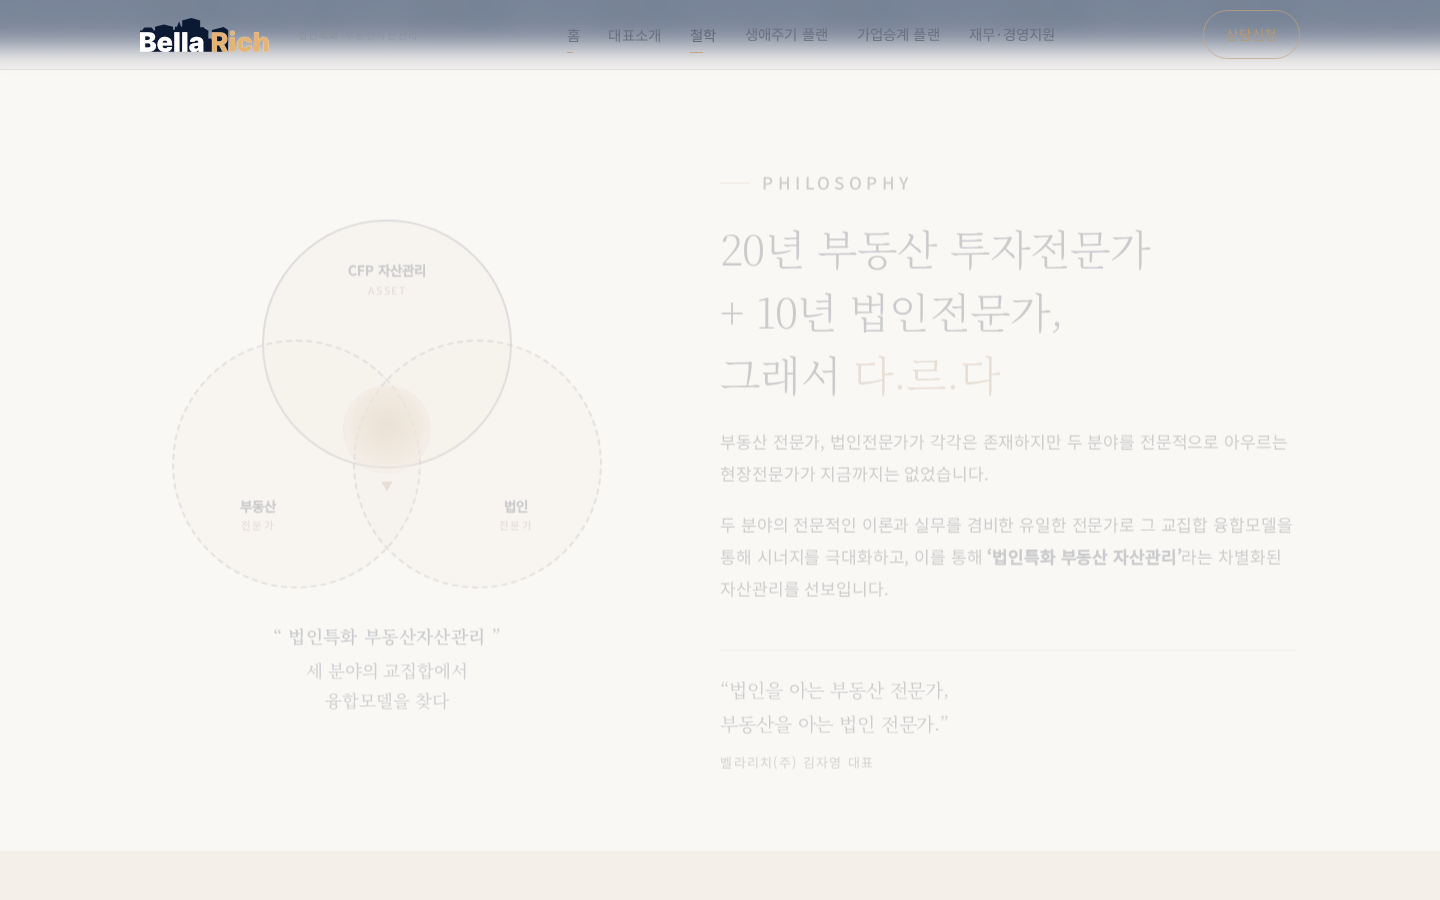 Bella Rich
홈
대표소개
철학
생애주기 플랜
가업승계 플랜
재무·경영지원
상담신청
PHILOSOPHY
20년 부동산 투자전문가
+ 10년 법인전문가,
그래서 다.르.다
부동산 전문가, 법인전문가가 각각은 존재하지만 두 분야를 전문적으로 아우르는
현장전문가가 지금까지는 없었습니다.
두 분야의 전문적인 이론과 실무를 겸비한 유일한 전문가로 그 교집합 융합모델을
통해 시너지를 극대화하고, 이를 통해 ‘법인특화 부동산 자산관리’라는 차별화된
자산관리를 선보입니다.
“법인을 아는 부동산 전문가,
부동산을 아는 법인 전문가.”
벨라리치(주) 김자영 대표
CFP 자산관리
ASSET
부동산
전문가
법인
전문가
▼
“ 법인특화 부동산자산관리 ”
세 분야의 교집합에서
융합모델을 찾다